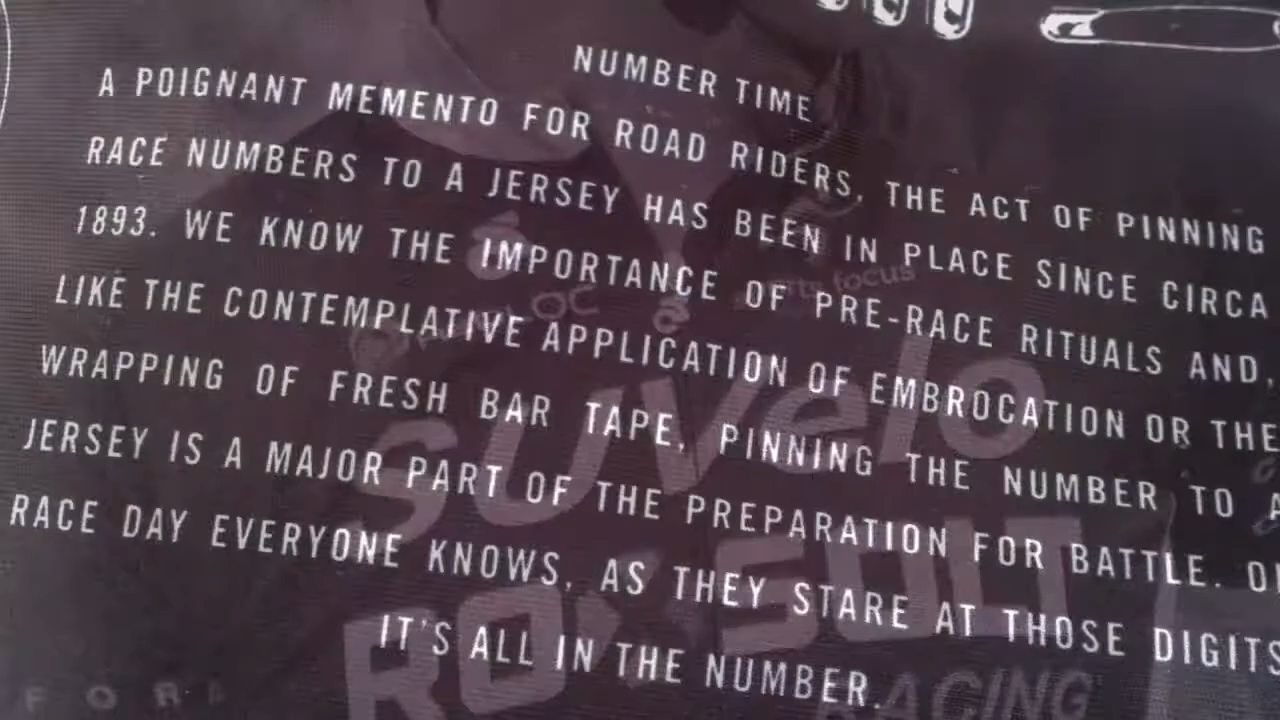 NUMBER TIME
A POIGNANT MEMENTO FOR ROAD RIDERS, THE ACT OF PINNING
RACE NUMBERS TO A JERSEY HAS BEEN IN PLACE SINCE CIRCA
1893. WE KNOW THE IMPORTANCE OF PRE-RACE RITUALS AND,
LIKE THE CONTEMPLATIVE APPLICATION OF EMBROCATION OR THE
WRAPPING OF FRESH BAR TAPE, PINNING THE NUMBER TO A
JERSEY IS A MAJOR PART OF THE PREPARATION FOR BATTLE.
RACE DAY EVERYONE KNOWS, AS THEY STARE AT THOSE DIGITS
IT'S ALL IN THE NUMBER.
OC
focus
suvelo